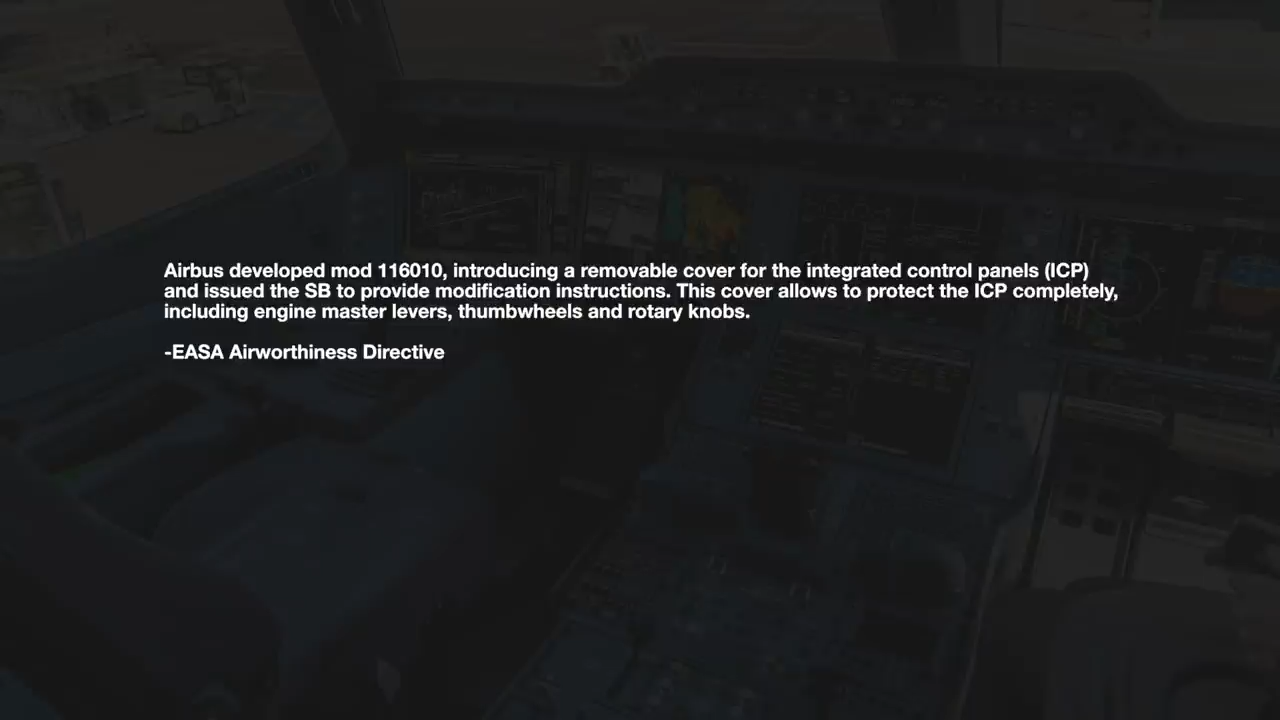 Airbus developed mod 116010, introducing a removable cover for the integrated control panels (ICP)
and issued the SB to provide modification instructions. This cover allows to protect the ICP completely,
including engine master levers, thumbwheels and rotary knobs.
-EASA Airworthiness Directive